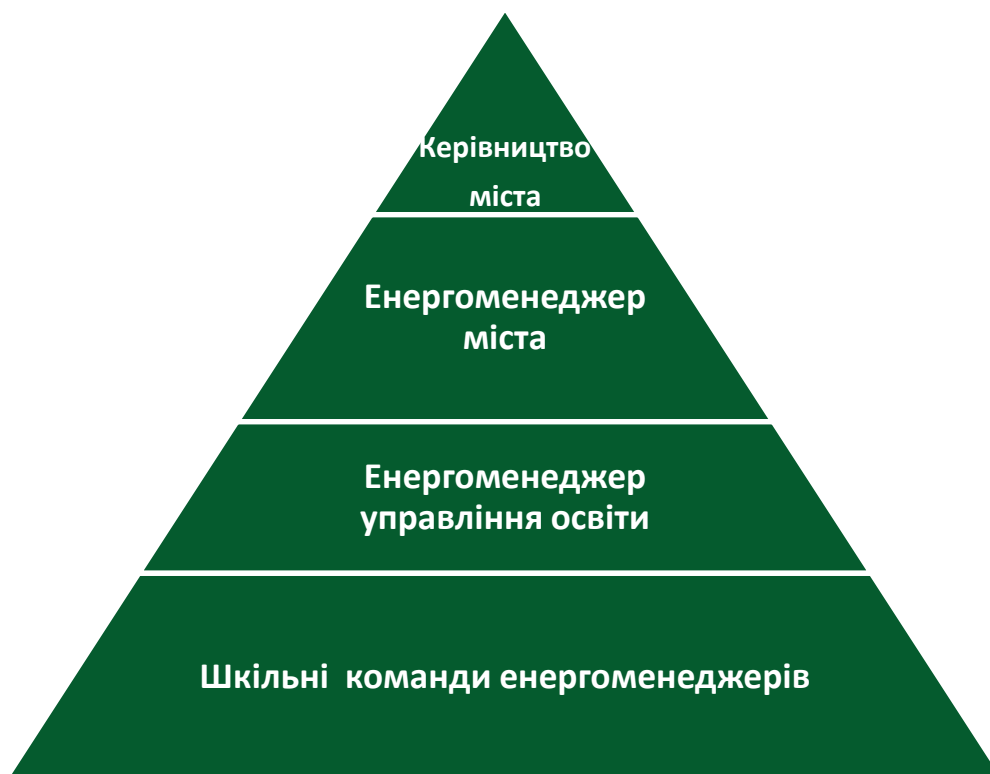 Керівництво
міста
Енергоменеджер
міста
Енергоменеджер
управління освіти
Шкільні  команди енергоменеджерів